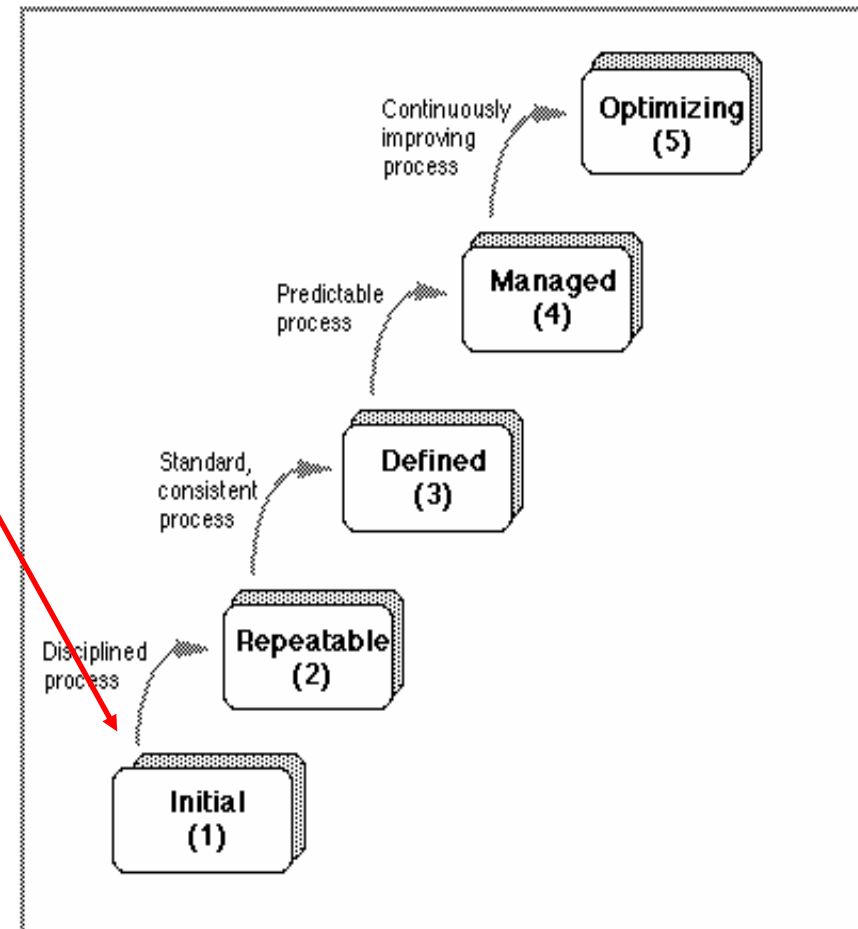 Continuously
improving
process
Optimizing
(5)
Predictable
process
Managed
(4)
Standard,
consistent
process
Defined
(3)
Disciplined
process
Repeatable
(2)
Initial
(1)